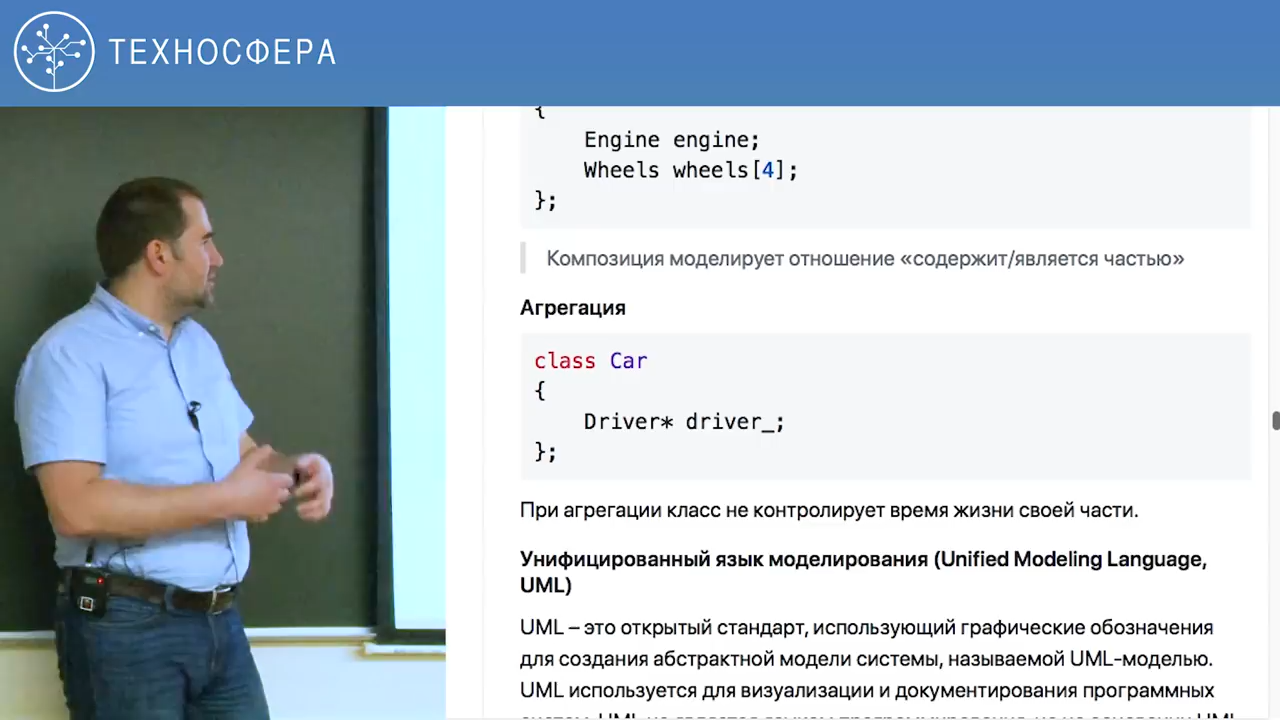 ТЕХНОСФЕРА
{
Engine engine;
Wheels wheels[4];
};
Композиция моделирует отношение «содержит/является частью»
Агрегация
class Car
{
Driver* driver_;
};
При агрегации класс не контролирует время жизни своей части.
Унифицированный язык моделирования (Unified Modeling Language,
UML)
UML – это открытый стандарт, использующий графические обозначения
для создания абстрактной модели системы, называемой UML-моделью.
UML используется для визуализации и документирования программных